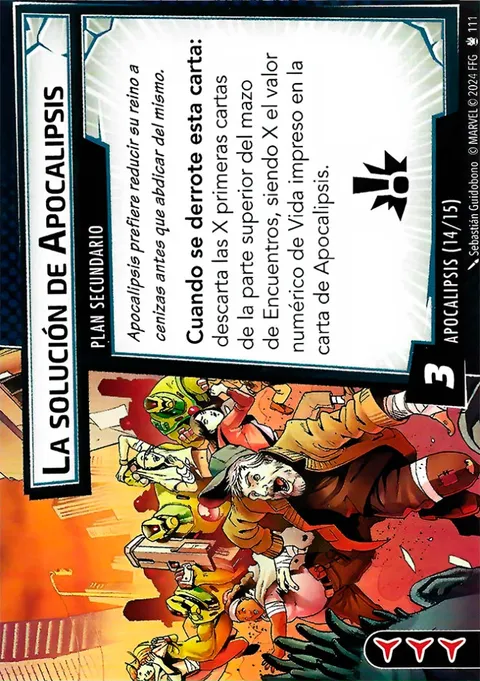 LA SOLUCIÓN DE APOCALIPSIS
PLAN SECUNDARIO
Apocalipsis prefiere reducir su reino a
cenizas antes que abdicar del mismo.
Cuando se derrote esta carta:
descarta las X primeras cartas
de la parte superior del mazo
de Encuentros, siendo X el valor
numérico de Vida impreso en la
carta de Apocalipsis.
3
APOCALIPSIS (14/15)
Sebastián Guidobono © MARVEL © 2024 FFG 111